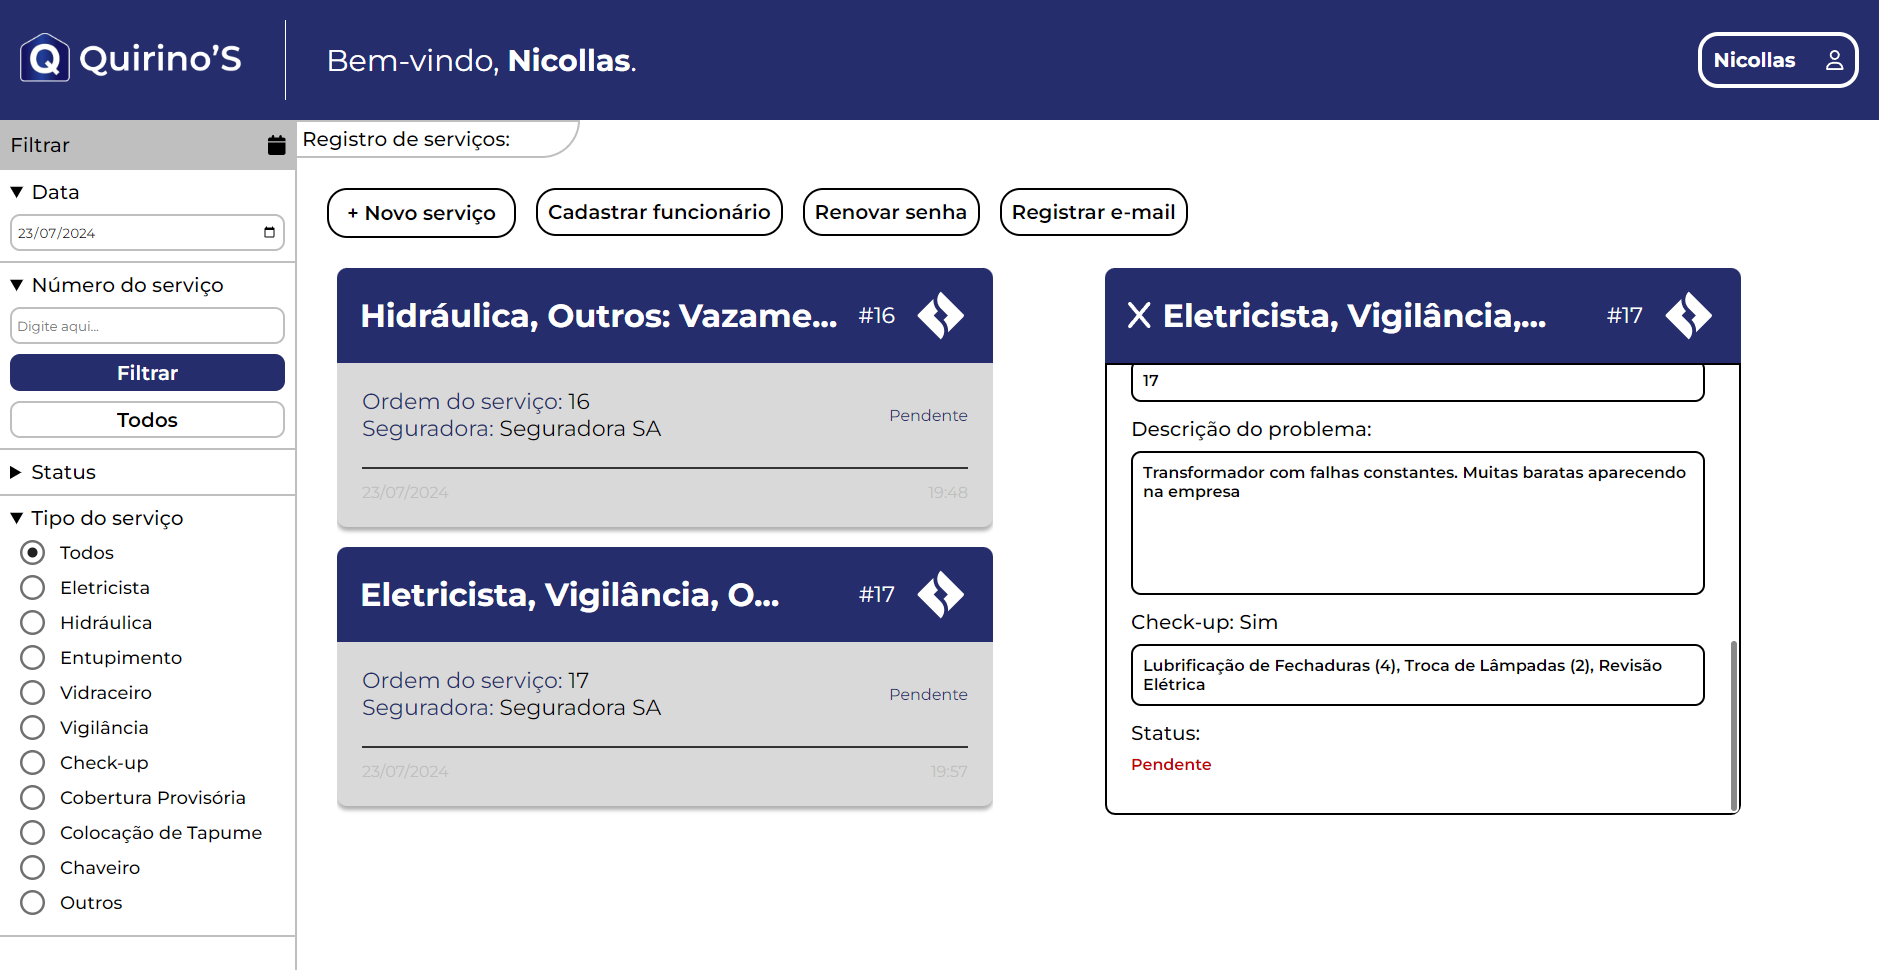 Quirino'S
Bem-vindo, Nicollas.
Nicollas
Filtrar
Data
23/07/2024
Número do serviço
Digite aqui...
Filtrar
Todos
Status
Tipo do serviço
Todos
Eletricista
Hidráulica
Entupimento
Vidraceiro
Vigilância
Check-up
Cobertura Provisória
Colocação de Tapume
Chaveiro
Outros
Registro de serviços:
+ Novo serviço
Cadastrar funcionário
Renovar senha
Registrar e-mail
Hidráulica, Outros: Vazame... #16
Ordem do serviço: 16
Seguradora: Seguradora SA
Pendente
23/07/2024 19:48
Eletricista, Vigilância, O... #17
Ordem do serviço: 17
Seguradora: Seguradora SA
Pendente
23/07/2024 19:57
X Eletricista, Vigilância,... #17
17
Descrição do problema:
Transformador com falhas constantes. Muitas baratas aparecendo
na empresa
Check-up: Sim
Lubrificação de Fechaduras (4), Troca de Lâmpadas (2), Revisão
Elétrica
Status:
Pendente